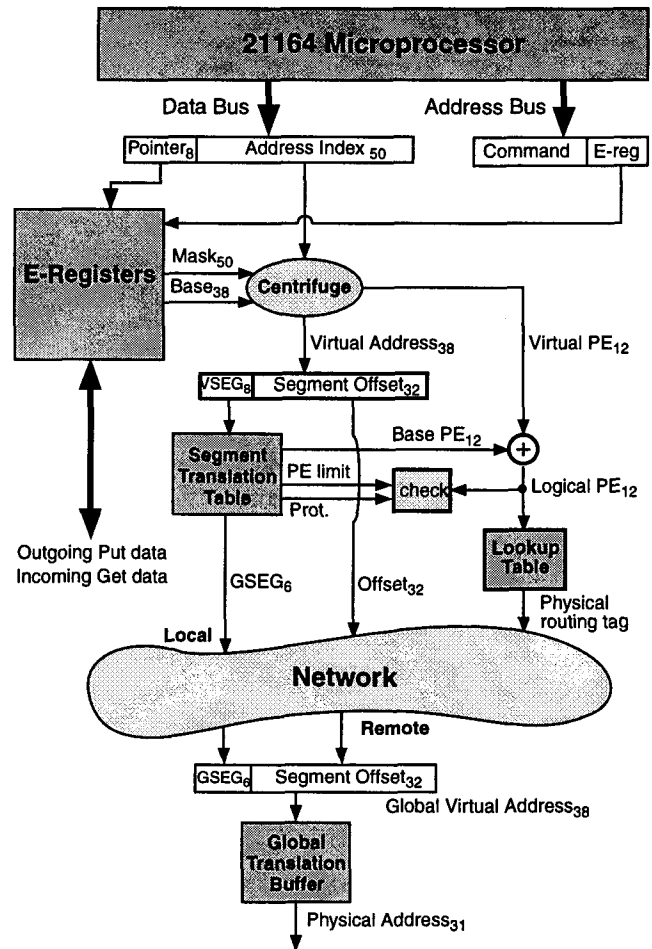 21164 Microprocessor
Data Bus
Address Bus
Pointer8
Address Index 50
Command
E-reg
E-Registers
Mask50
Base38
Centrifuge
Virtual Address38
Virtual PE12
VSEG8
Segment Offset32
Base PE12
+
Segment
Translation
Table
PE limit
Prot.
check
Logical PE12
Lookup
Table
Outgoing Put data
Incoming Get data
GSEG6
Offset32
Physical
routing tag
Local
Network
Remote
GSEG6
Segment Offset32
Global Virtual Address38
Global
Translation
Buffer
Physical Address31